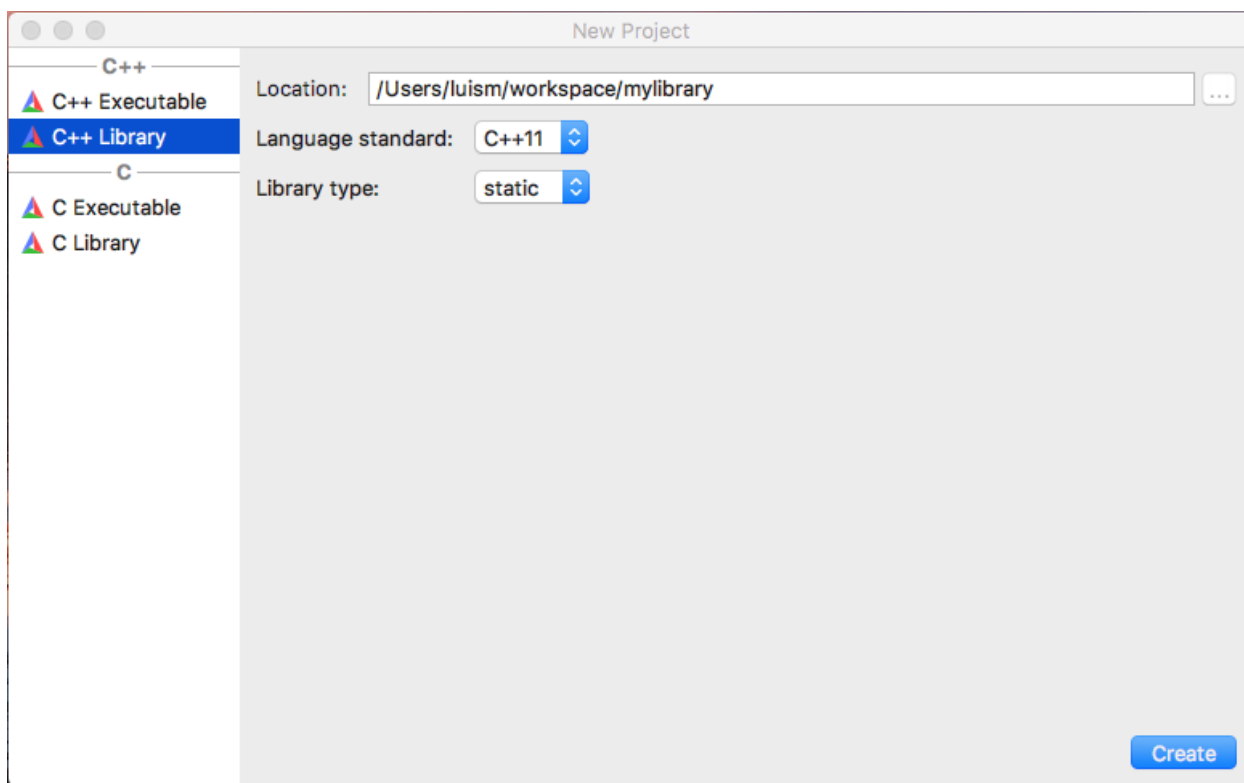 New Project
C++
C++ Executable
C++ Library
C
C Executable
C Library
Location: /Users/luism/workspace/mylibrary ...
Language standard: C++11
Library type: static
Create